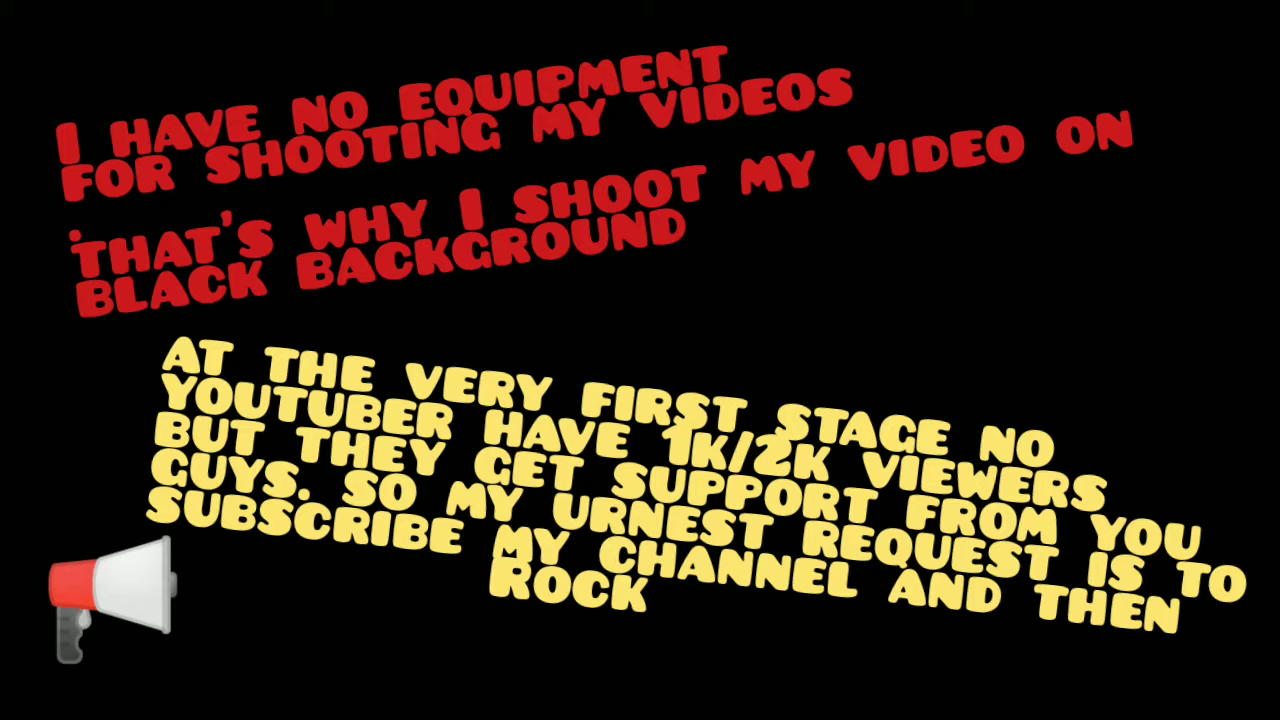 I HAVE NO EQUIPMENT
FOR SHOOTING MY VIDEOS
.
THAT'S WHY I SHOOT MY VIDEO ON
BLACK BACKGROUND
AT THE VERY FIRST STAGE NO
YOUTUBER HAVE 1K/2K VIEWERS
BUT THEY GET SUPPORT FROM YOU
GUYS. SO MY URNEST REQUEST IS TO
SUBSCRIBE MY CHANNEL AND THEN
ROCK